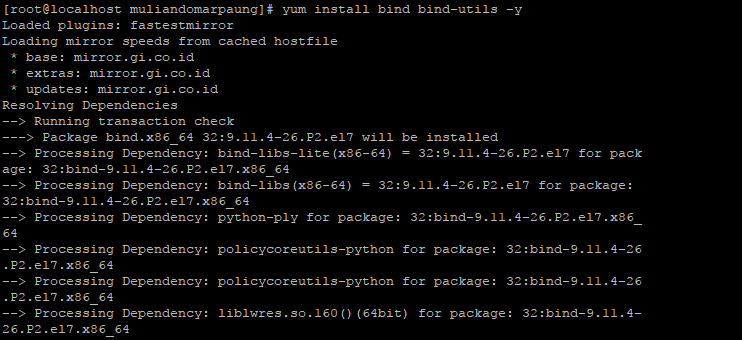 [root@localhost muliandomarpaung]# yum install bind bind-utils -y
Loaded plugins: fastestmirror
Loading mirror speeds from cached hostfile
 * base: mirror.gi.co.id
 * extras: mirror.gi.co.id
 * updates: mirror.gi.co.id
Resolving Dependencies
--> Running transaction check
---> Package bind.x86_64 32:9.11.4-26.P2.el7 will be installed
--> Processing Dependency: bind-libs-lite(x86-64) = 32:9.11.4-26.P2.el7 for pack
age: 32:bind-9.11.4-26.P2.el7.x86_64
--> Processing Dependency: bind-libs(x86-64) = 32:9.11.4-26.P2.el7 for package:
32:bind-9.11.4-26.P2.el7.x86_64
--> Processing Dependency: python-ply for package: 32:bind-9.11.4-26.P2.el7.x86_
64
--> Processing Dependency: policycoreutils-python for package: 32:bind-9.11.4-26
.P2.el7.x86_64
--> Processing Dependency: policycoreutils-python for package: 32:bind-9.11.4-26
.P2.el7.x86_64
--> Processing Dependency: liblwres.so.160()(64bit) for package: 32:bind-9.11.4-
26.P2.el7.x86_64